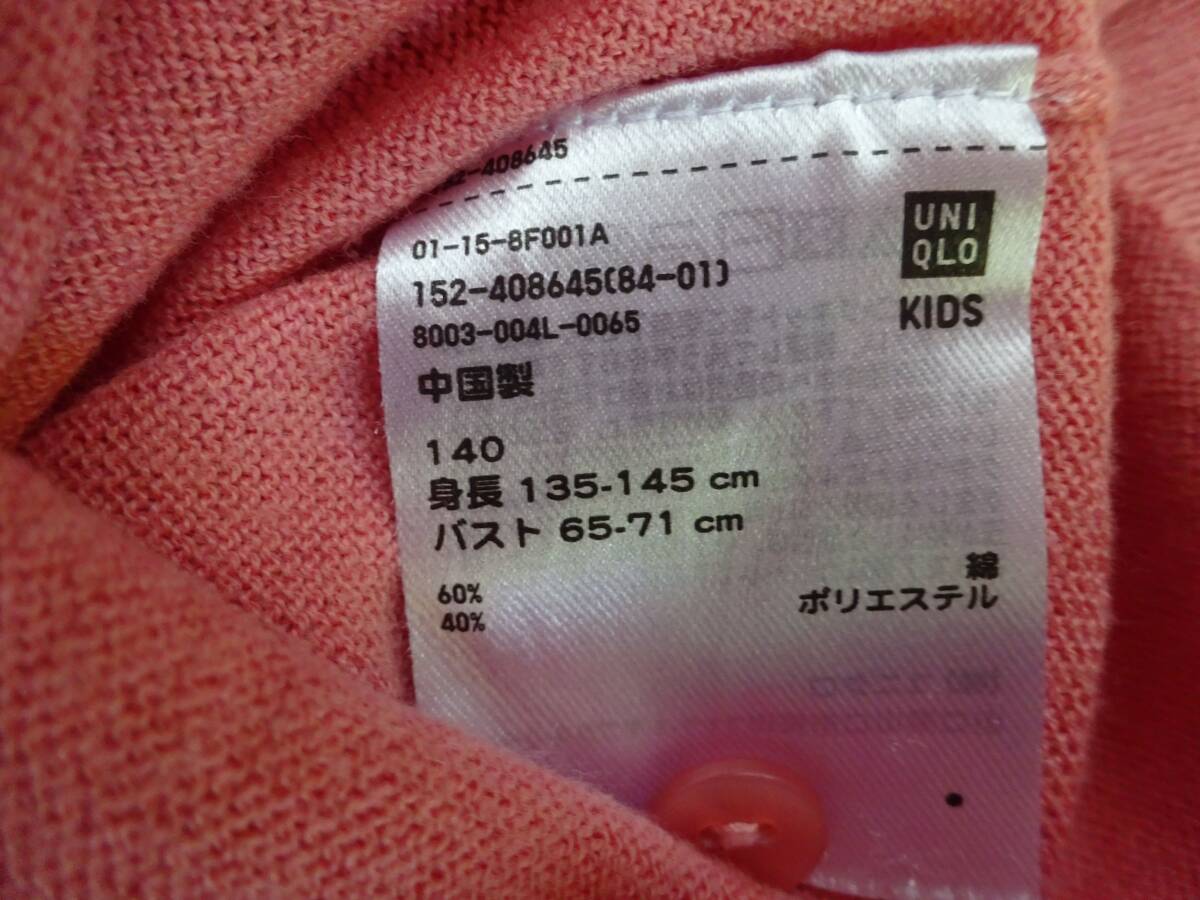 408645
01-15-8F001A
152-408645(84-01)
8003-004L-0065
UNI
QLO
KIDS
中国製
140
身長 135-145 cm
バスト 65-71 cm
60% 綿
40% ポリエステル